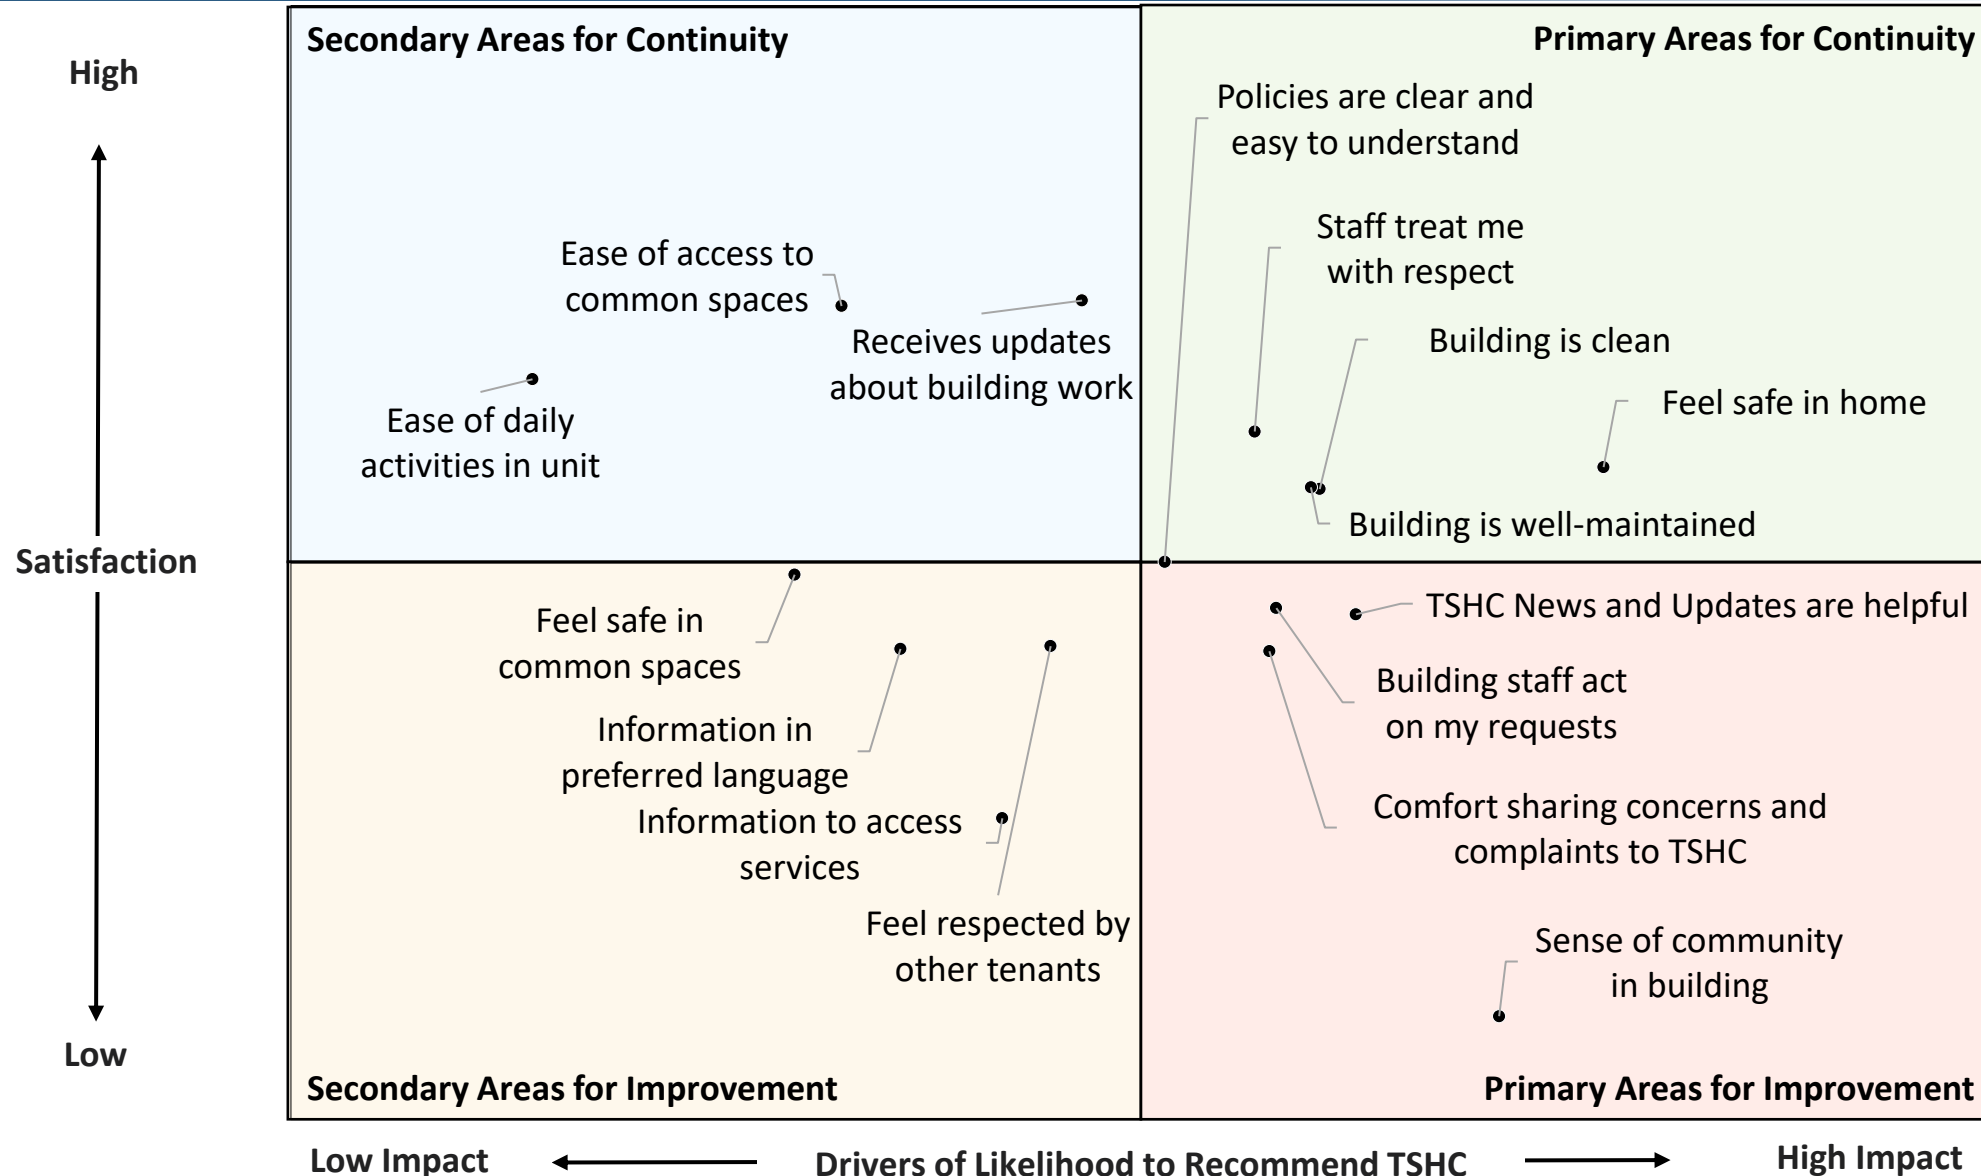 Secondary Areas for Continuity
Primary Areas for Continuity
High
Policies are clear and
easy to understand
Staff treat me
with respect
Ease of access to
common spaces
Receives updates
about building work
Building is clean
Feel safe in home
Ease of daily
activities in unit
Building is well-maintained
Satisfaction
Feel safe in
common spaces
TSHC News and Updates are helpful
Building staff act
on my requests
Information in
preferred language
Information to access
services
Comfort sharing concerns and
complaints to TSHC
Feel respected by
other tenants
Sense of community
in building
Low
Secondary Areas for Improvement
Primary Areas for Improvement
Low Impact
Drivers of Likelihood to Recommend TSHC
High Impact